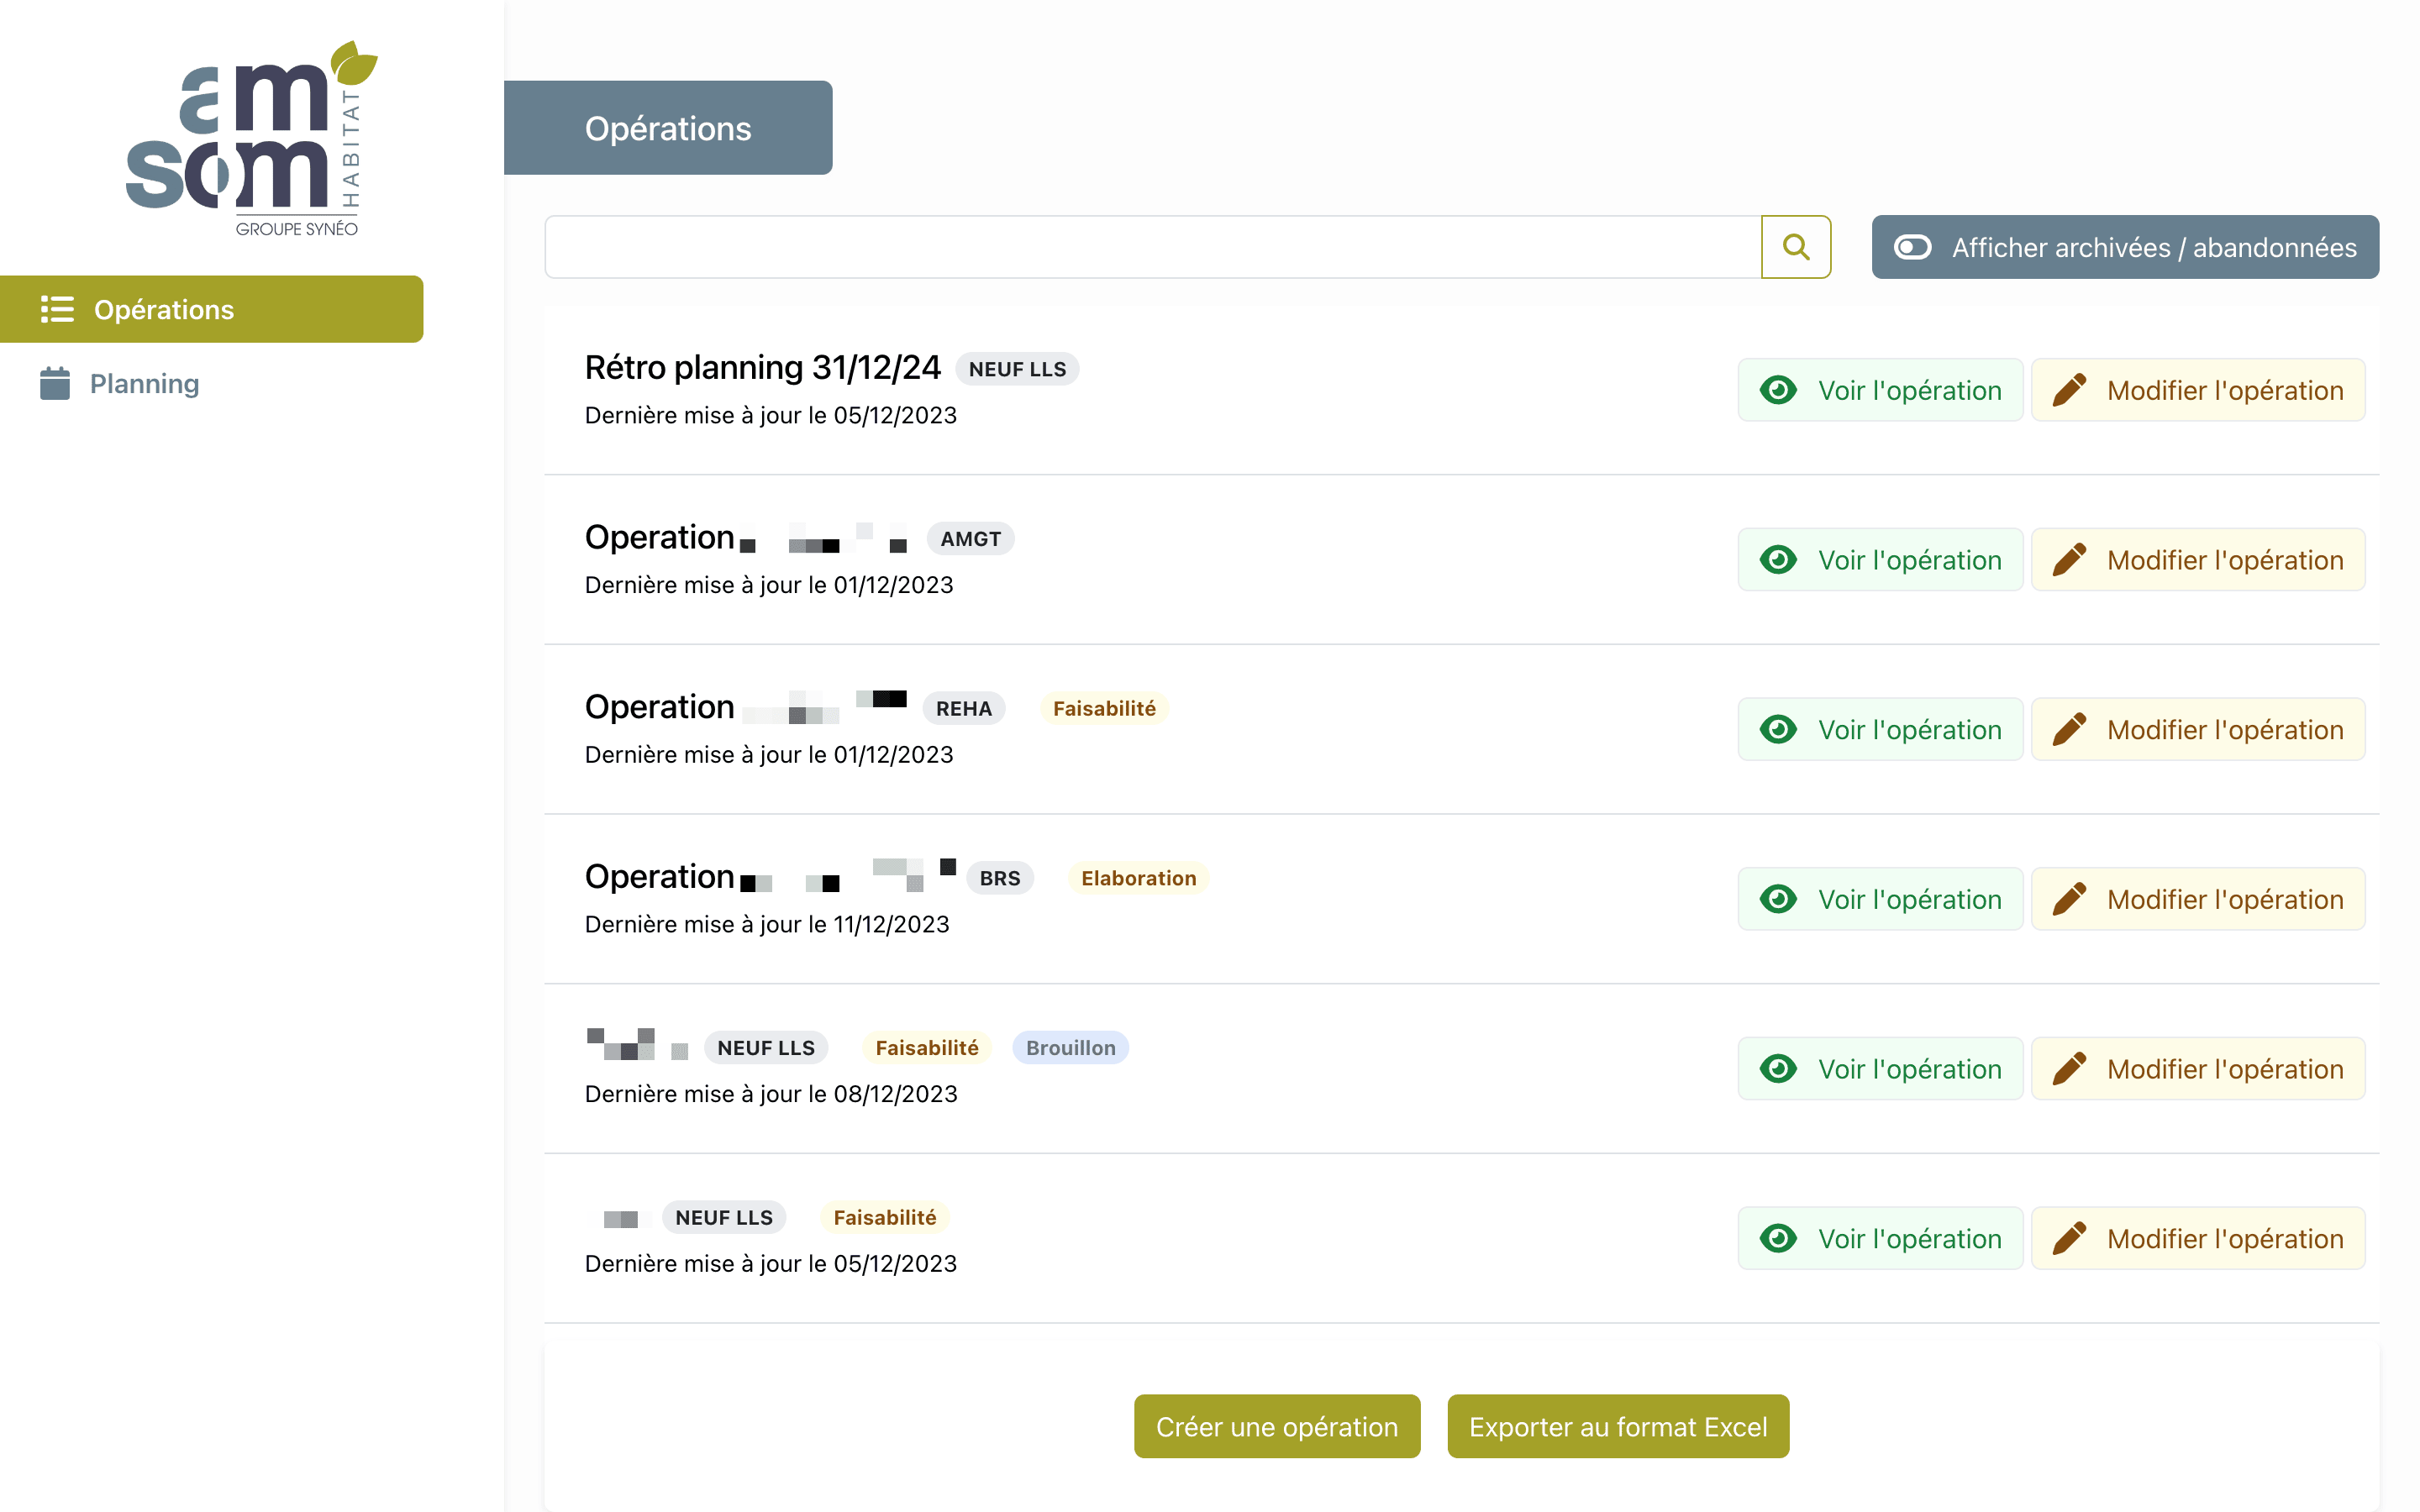 am
som
HABITAT
GROUPE SYNÉO
Opérations
Planning
Opérations
Afficher archivées / abandonnées
Rétro planning 31/12/24 NEUF LLS
Dernière mise à jour le 05/12/2023
Voir l'opération Modifier l'opération
Operation AMGT
Dernière mise à jour le 01/12/2023
Voir l'opération Modifier l'opération
Operation REHA Faisabilité
Dernière mise à jour le 01/12/2023
Voir l'opération Modifier l'opération
Operation BRS Elaboration
Dernière mise à jour le 11/12/2023
Voir l'opération Modifier l'opération
NEUF LLS Faisabilité Brouillon
Dernière mise à jour le 08/12/2023
Voir l'opération Modifier l'opération
NEUF LLS Faisabilité
Dernière mise à jour le 05/12/2023
Voir l'opération Modifier l'opération
Créer une opération Exporter au format Excel